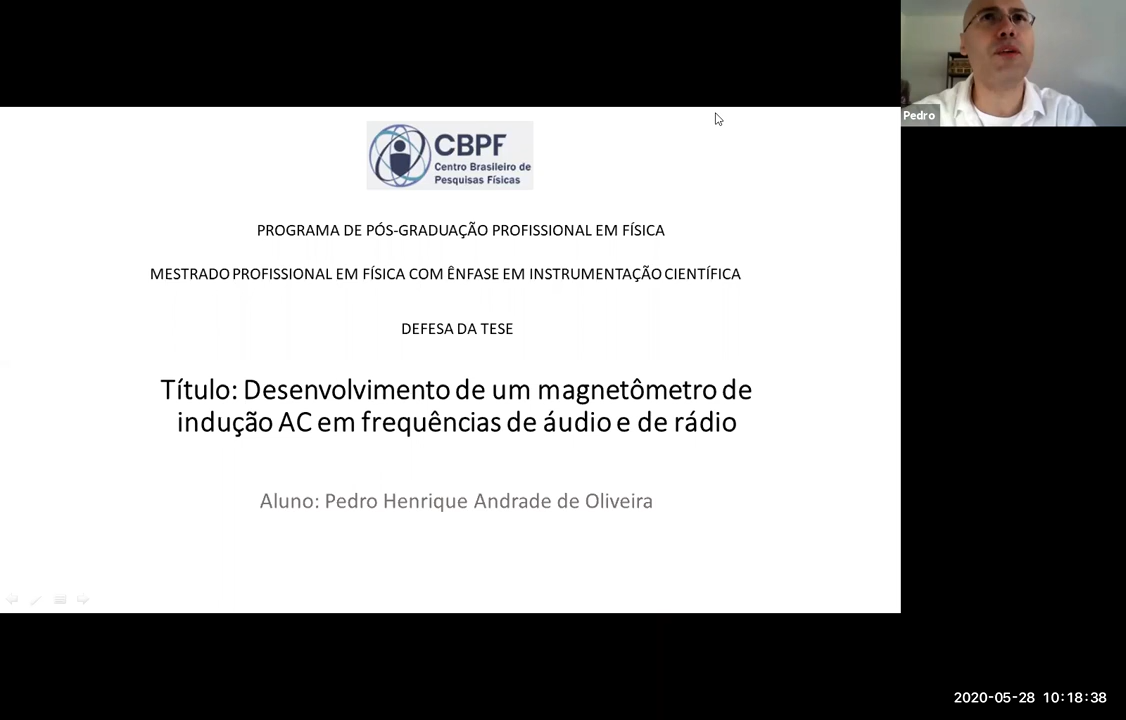 Pedro
CBPF
Centro Brasileiro de
Pesquisas Físicas
PROGRAMA DE PÓS-GRADUAÇÃO PROFISSIONAL EM FÍSICA
MESTRADO PROFISSIONAL EM FÍSICA COM ÊNFASE EM INSTRUMENTAÇÃO CIENTÍFICA
DEFESA DA TESE
Título: Desenvolvimento de um magnetômetro de
indução AC em frequências de áudio e de rádio
Aluno: Pedro Henrique Andrade de Oliveira
2020-05-28 10:18:38